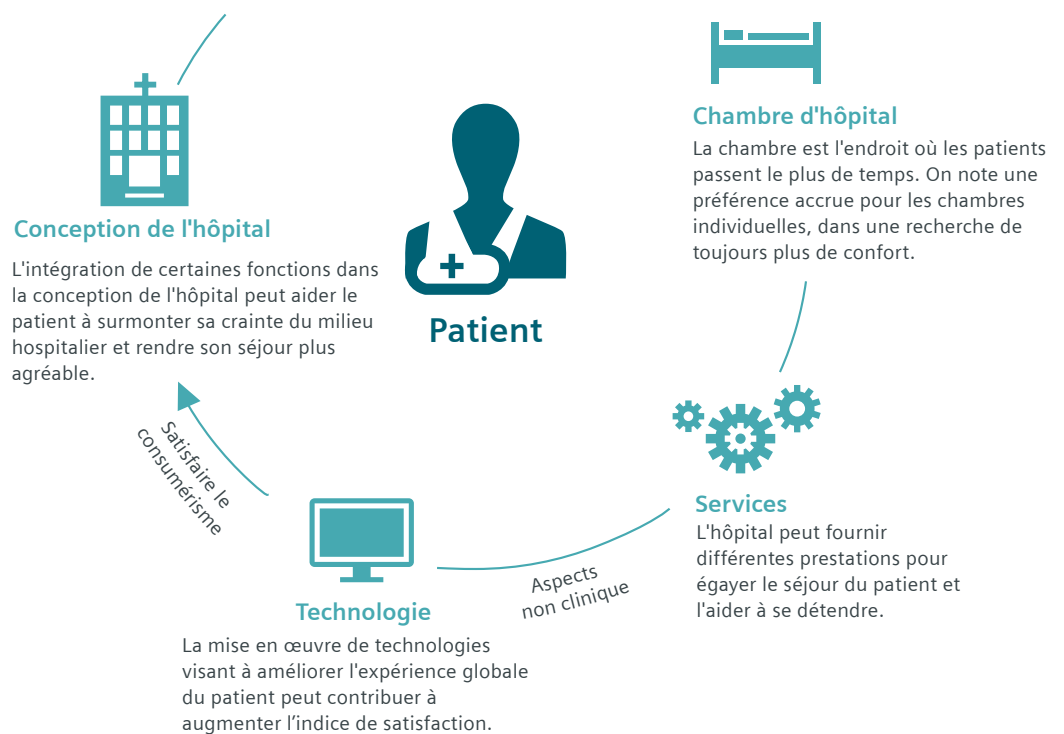 Chambre d'hôpital
La chambre est l'endroit où les patients
passent le plus de temps. On note une
préférence accrue pour les chambres
individuelles, dans une recherche de
toujours plus de confort.
Conception de l'hôpital
L'intégration de certaines fonctions dans
la conception de l'hôpital peut aider le
patient à surmonter sa crainte du milieu
hospitalier et rendre son séjour plus
agréable.
Patient
Satisfaire le
consumérisme
Services
L'hôpital peut fournir
différentes prestations pour
égayer le séjour du patient et
l'aider à se détendre.
Aspects
non clinique
Technologie
La mise en œuvre de technologies
visant à améliorer l'expérience globale
du patient peut contribuer à
augmenter l’indice de satisfaction.